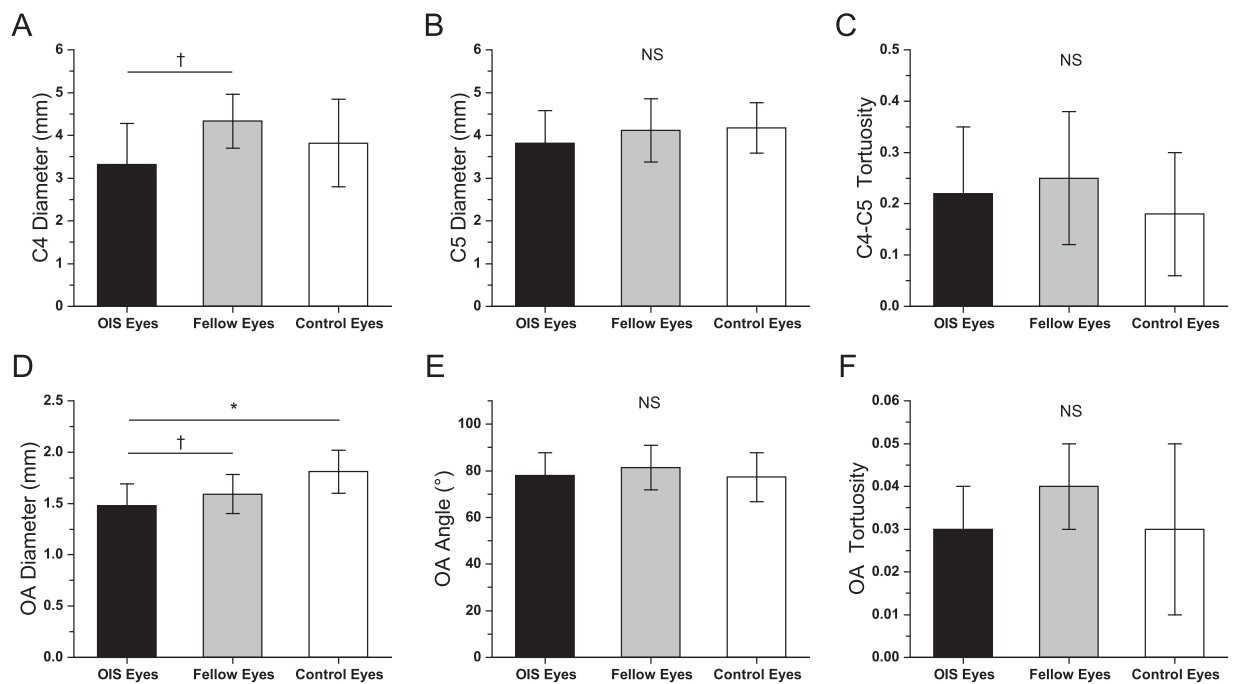 A
C4 Diameter (mm)
6
5
4
3
2
1
0
†
OIS Eyes
Fellow Eyes
Control Eyes
B
C5 Diameter (mm)
6
5
4
3
2
1
0
NS
OIS Eyes
Fellow Eyes
Control Eyes
C
C4-C5 Tortuosity
0.5
0.4
0.3
0.2
0.1
0.0
NS
OIS Eyes
Fellow Eyes
Control Eyes
D
OA Diameter (mm)
2.5
2.0
1.5
1.0
0.5
0.0
*
†
OIS Eyes
Fellow Eyes
Control Eyes
E
OA Angle (°)
100
80
60
40
20
0
NS
OIS Eyes
Fellow Eyes
Control Eyes
F
OA Tortuosity
0.06
0.05
0.04
0.03
0.02
0.01
0.00
NS
OIS Eyes
Fellow Eyes
Control Eyes